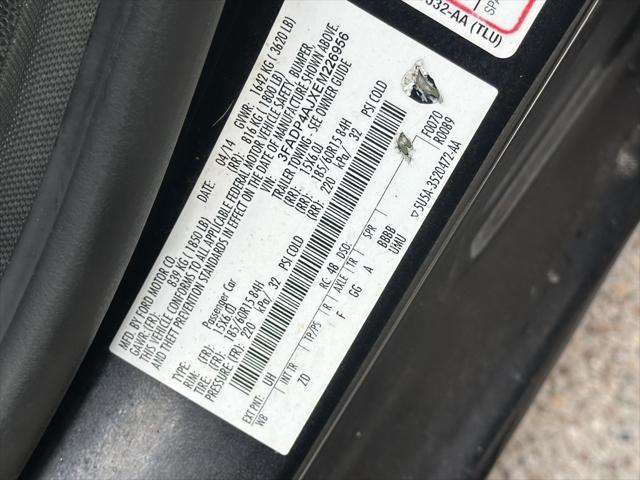 532-AA (TLU)
SP
MFD. BY FORD MOTOR CO.
DATE: 04/14 GVWR: 1642 KG ( 3620 LB)
GAWR: (FR): 839 KG ( 1850 LB) (RR): 816 KG ( 1800 LB)
THIS VEHICLE CONFORMS TO ALL APPLICABLE FEDERAL MOTOR VEHICLE SAFETY, BUMPER,
AND THEFT PREVENTION STANDARDS IN EFFECT ON THE DATE OF MANUFACTURE SHOWN ABOVE.
VIN: 3FADP4AJXEM226956
TYPE: Passenger Car TRAILER TOWING - SEE OWNER GUIDE
RIM: (FR): 15X6.0J (RR): 15X6.0J
TIRE: (FR): 185/60R15 84H (RR): 185/60R15 84H
PRESSURE: (FR): 220 kPa/ 32 PSI COLD (RR): 220 kPa/ 32 PSI COLD
EXT PNT: UH RC: 48 DSO: F0070
WB INT TR TP/PS R AXLE TR SPR R0089
ZD F GG A BBBB
UMU
▽5U5A-3520472-AA